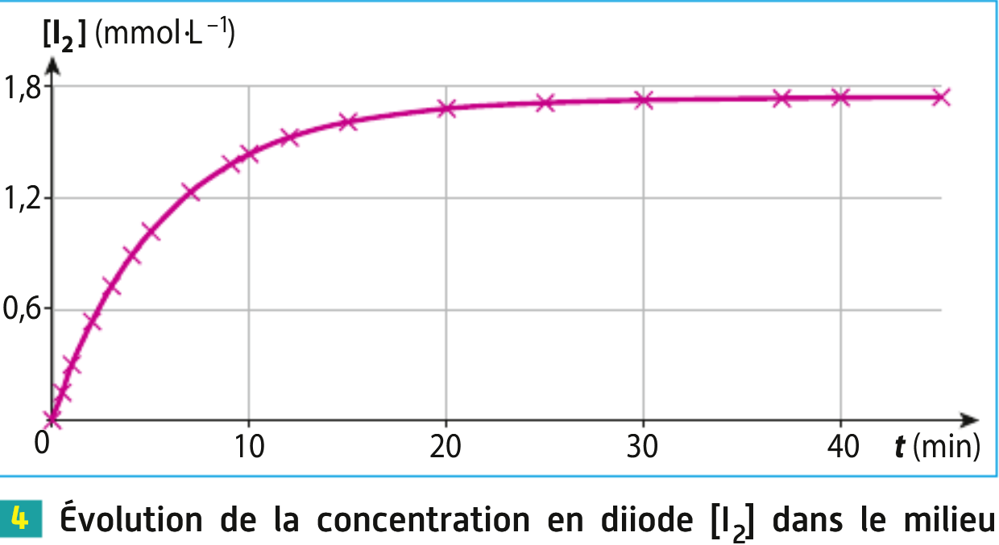 [I₂] (mmol·L⁻¹)
1,8
1,2
0,6
0 10 20 30 40 t (min)
4 Évolution de la concentration en diiode [I₂] dans le milieu